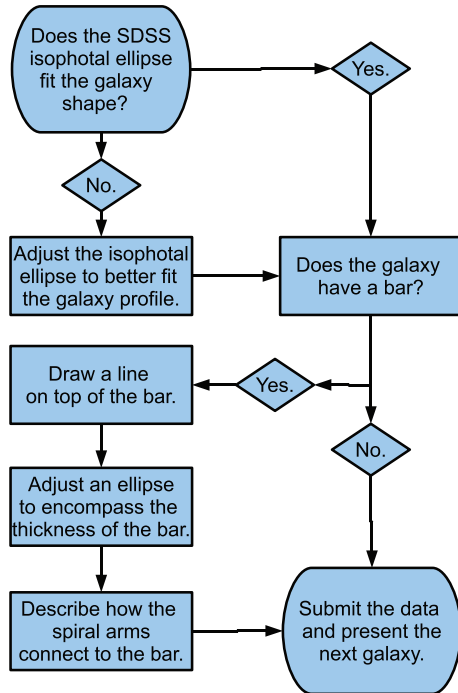 Does the SDSS
isophotal ellipse
fit the galaxy
shape?
Yes.
No.
Adjust the isophotal
ellipse to better fit
the galaxy profile.
Does the galaxy
have a bar?
Draw a line
on top of the bar.
Yes.
No.
Adjust an ellipse
to encompass the
thickness of the bar.
Describe how the
spiral arms
connect to the bar.
Submit the data
and present the
next galaxy.